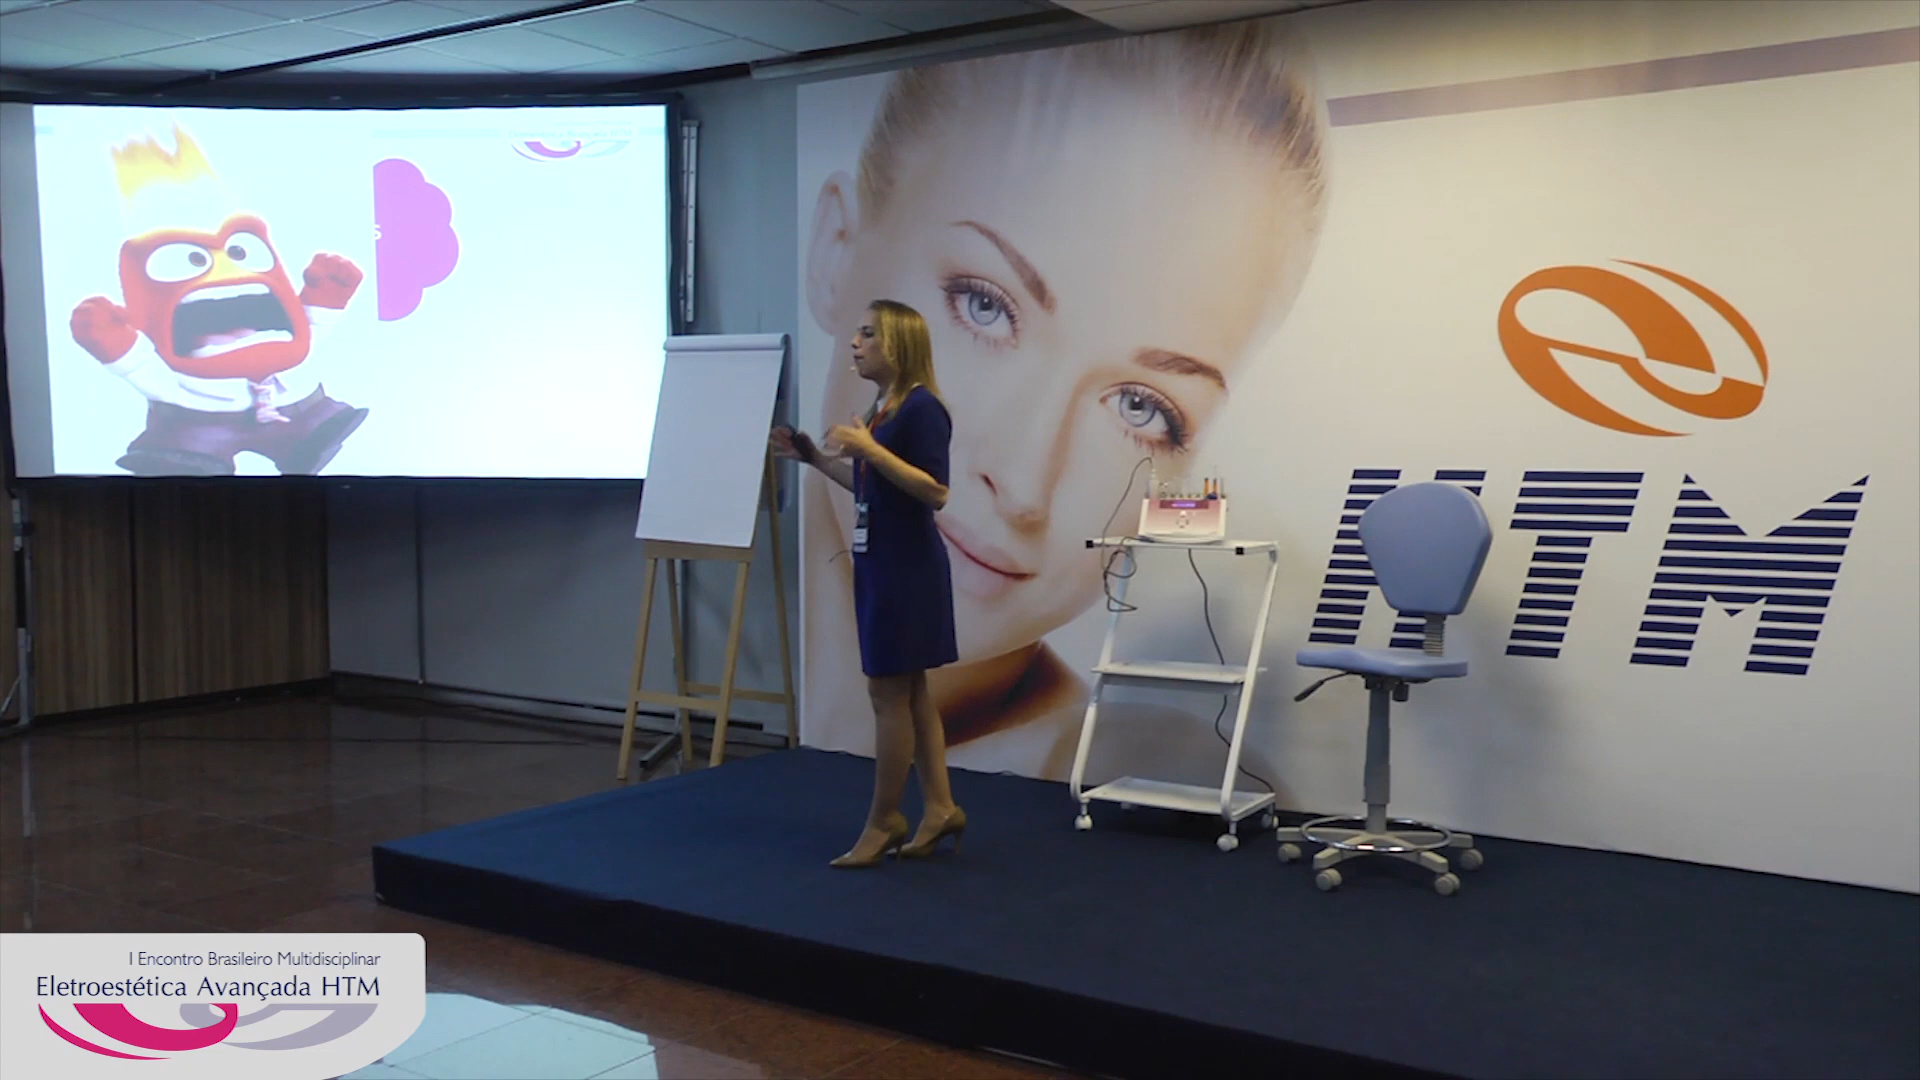 HTM
I Encontro Brasileiro Multidisciplinar
Eletroestética Avançada HTM